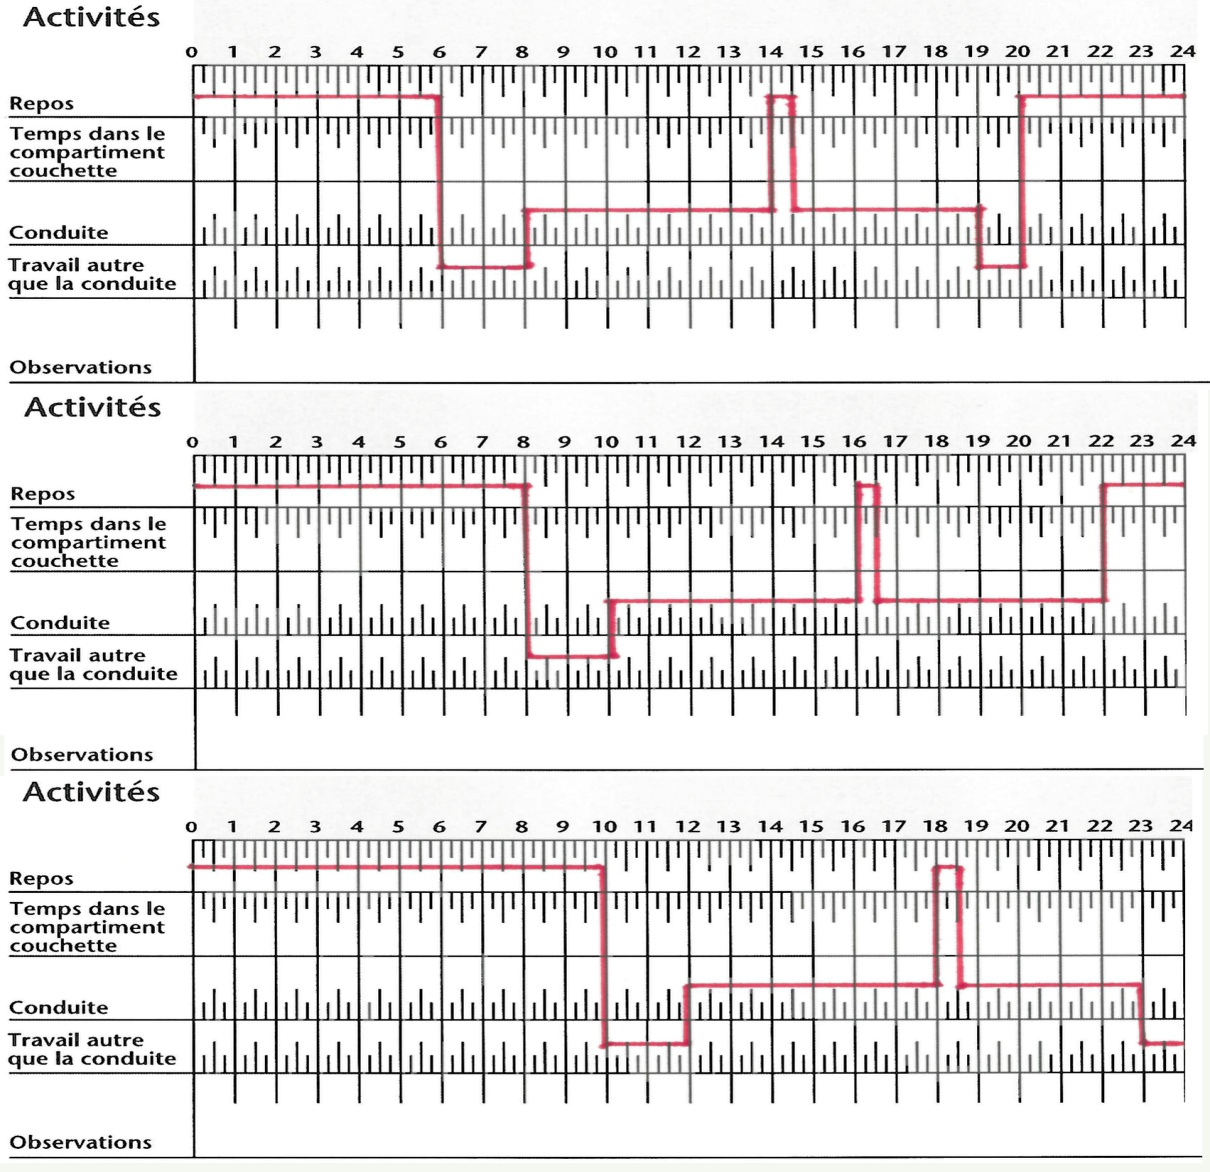 Activités
0 1 2 3 4 5 6 7 8 9 10 11 12 13 14 15 16 17 18 19 20 21 22 23 24
Repos
Temps dans le
compartiment
couchette
Conduite
Travail autre
que la conduite
Observations
Activités
0 1 2 3 4 5 6 7 8 9 10 11 12 13 14 15 16 17 18 19 20 21 22 23 24
Repos
Temps dans le
compartiment
couchette
Conduite
Travail autre
que la conduite
Observations
Activités
0 1 2 3 4 5 6 7 8 9 10 11 12 13 14 15 16 17 18 19 20 21 22 23 24
Repos
Temps dans le
compartiment
couchette
Conduite
Travail autre
que la conduite
Observations